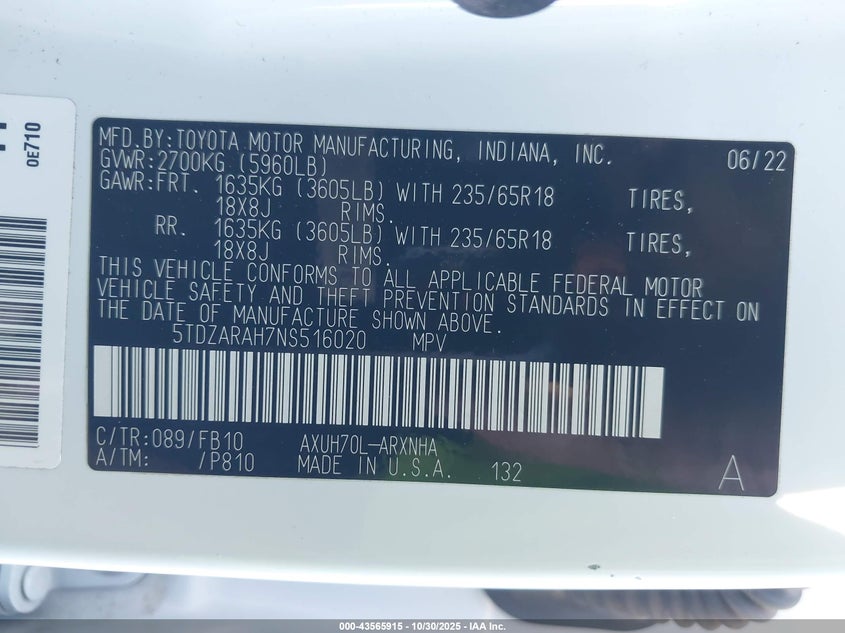 0E710
MFD.BY:TOYOTA MOTOR MANUFACTURING, INDIANA, INC. 06/22
GVWR:2700KG (5960LB)
GAWR:FRT. 1635KG (3605LB) WITH 235/65R18 TIRES,
18X8J RIMS.
RR. 1635KG (3605LB) WITH 235/65R18 TIRES,
18X8J RIMS.
THIS VEHICLE CONFORMS TO ALL APPLICABLE FEDERAL MOTOR
VEHICLE SAFETY AND THEFT PREVENTION STANDARDS IN EFFECT ON
THE DATE OF MANUFACTURE SHOWN ABOVE.
5TDZARAH7NS516020 MPV
C/TR:089/FB10 AXUH70L-ARXNHA
A/TM: /P810 MADE IN U.S.A. 132 A
000-43565915 - 10/30/2025 - IAA Inc.